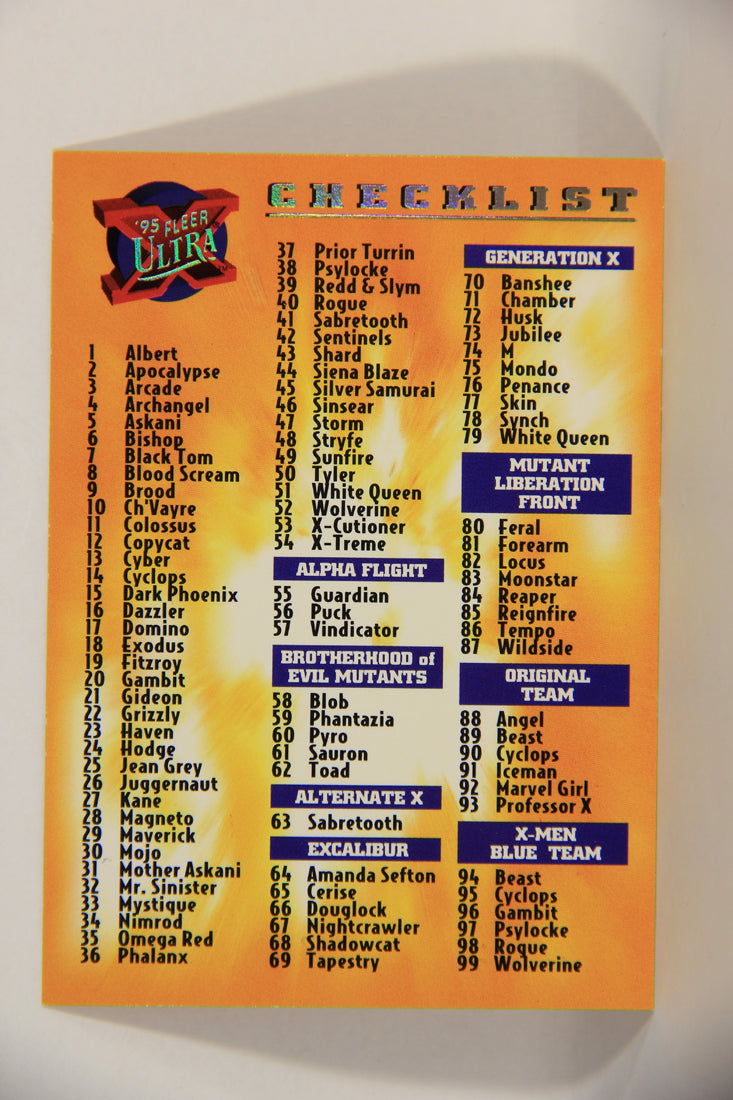 '95 FLEER
ULTRA
X
CHECKLIST
1 Albert
2 Apocalypse
3 Arcade
4 Archangel
5 Askani
6 Bishop
7 Black Tom
8 Blood Scream
9 Brood
10 Ch'Vayre
11 Colossus
12 Copycat
13 Cyber
14 Cyclops
15 Dark Phoenix
16 Dazzler
17 Domino
18 Exodus
19 Fitzroy
20 Gambit
21 Gideon
22 Grizzly
23 Haven
24 Hodge
25 Jean Grey
26 Juggernaut
27 Kane
28 Magneto
29 Maverick
30 Mojo
31 Mother Askani
32 Mr. Sinister
33 Mystique
34 Nimrod
35 Omega Red
36 Phalanx
37 Prior Turrin
38 Psylocke
39 Redd & Slym
40 Rogue
41 Sabretooth
42 Sentinels
43 Shard
44 Siena Blaze
45 Silver Samurai
46 Sinsear
47 Storm
48 Stryfe
49 Sunfire
50 Tyler
51 White Queen
52 Wolverine
53 X-Cutioner
54 X-Treme
ALPHA FLIGHT
55 Guardian
56 Puck
57 Vindicator
BROTHERHOOD of
EVIL MUTANTS
58 Blob
59 Phantazia
60 Pyro
61 Sauron
62 Toad
ALTERNATE X
63 Sabretooth
EXCALIBUR
64 Amanda Sefton
65 Cerise
66 Douglock
67 Nightcrawler
68 Shadowcat
69 Tapestry
GENERATION X
70 Banshee
71 Chamber
72 Husk
73 Jubilee
74 M
75 Mondo
76 Penance
77 Skin
78 Synch
79 White Queen
MUTANT
LIBERATION
FRONT
80 Feral
81 Forearm
82 Locus
83 Moonstar
84 Reaper
85 Reignfire
86 Tempo
87 Wildside
ORIGINAL
TEAM
88 Angel
89 Beast
90 Cyclops
91 Iceman
92 Marvel Girl
93 Professor X
X-MEN
BLUE TEAM
94 Beast
95 Cyclops
96 Gambit
97 Psylocke
98 Rogue
99 Wolverine